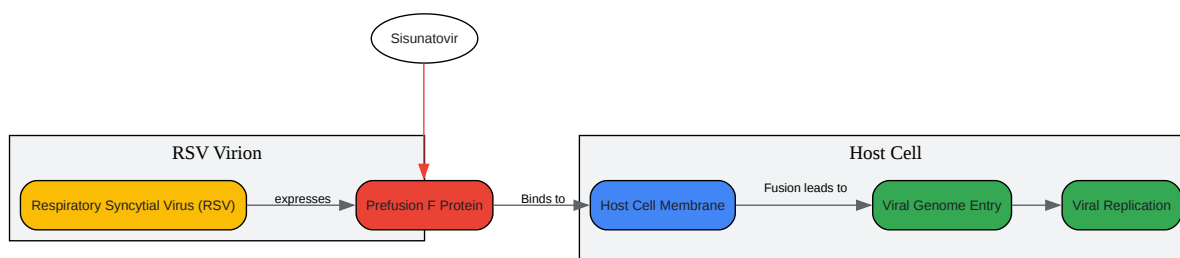 Sisunatovir
RSV Virion
Host Cell
Respiratory Syncytial Virus (RSV)
expresses
Prefusion F Protein
Binds to
Host Cell Membrane
Fusion leads to
Viral Genome Entry
Viral Replication